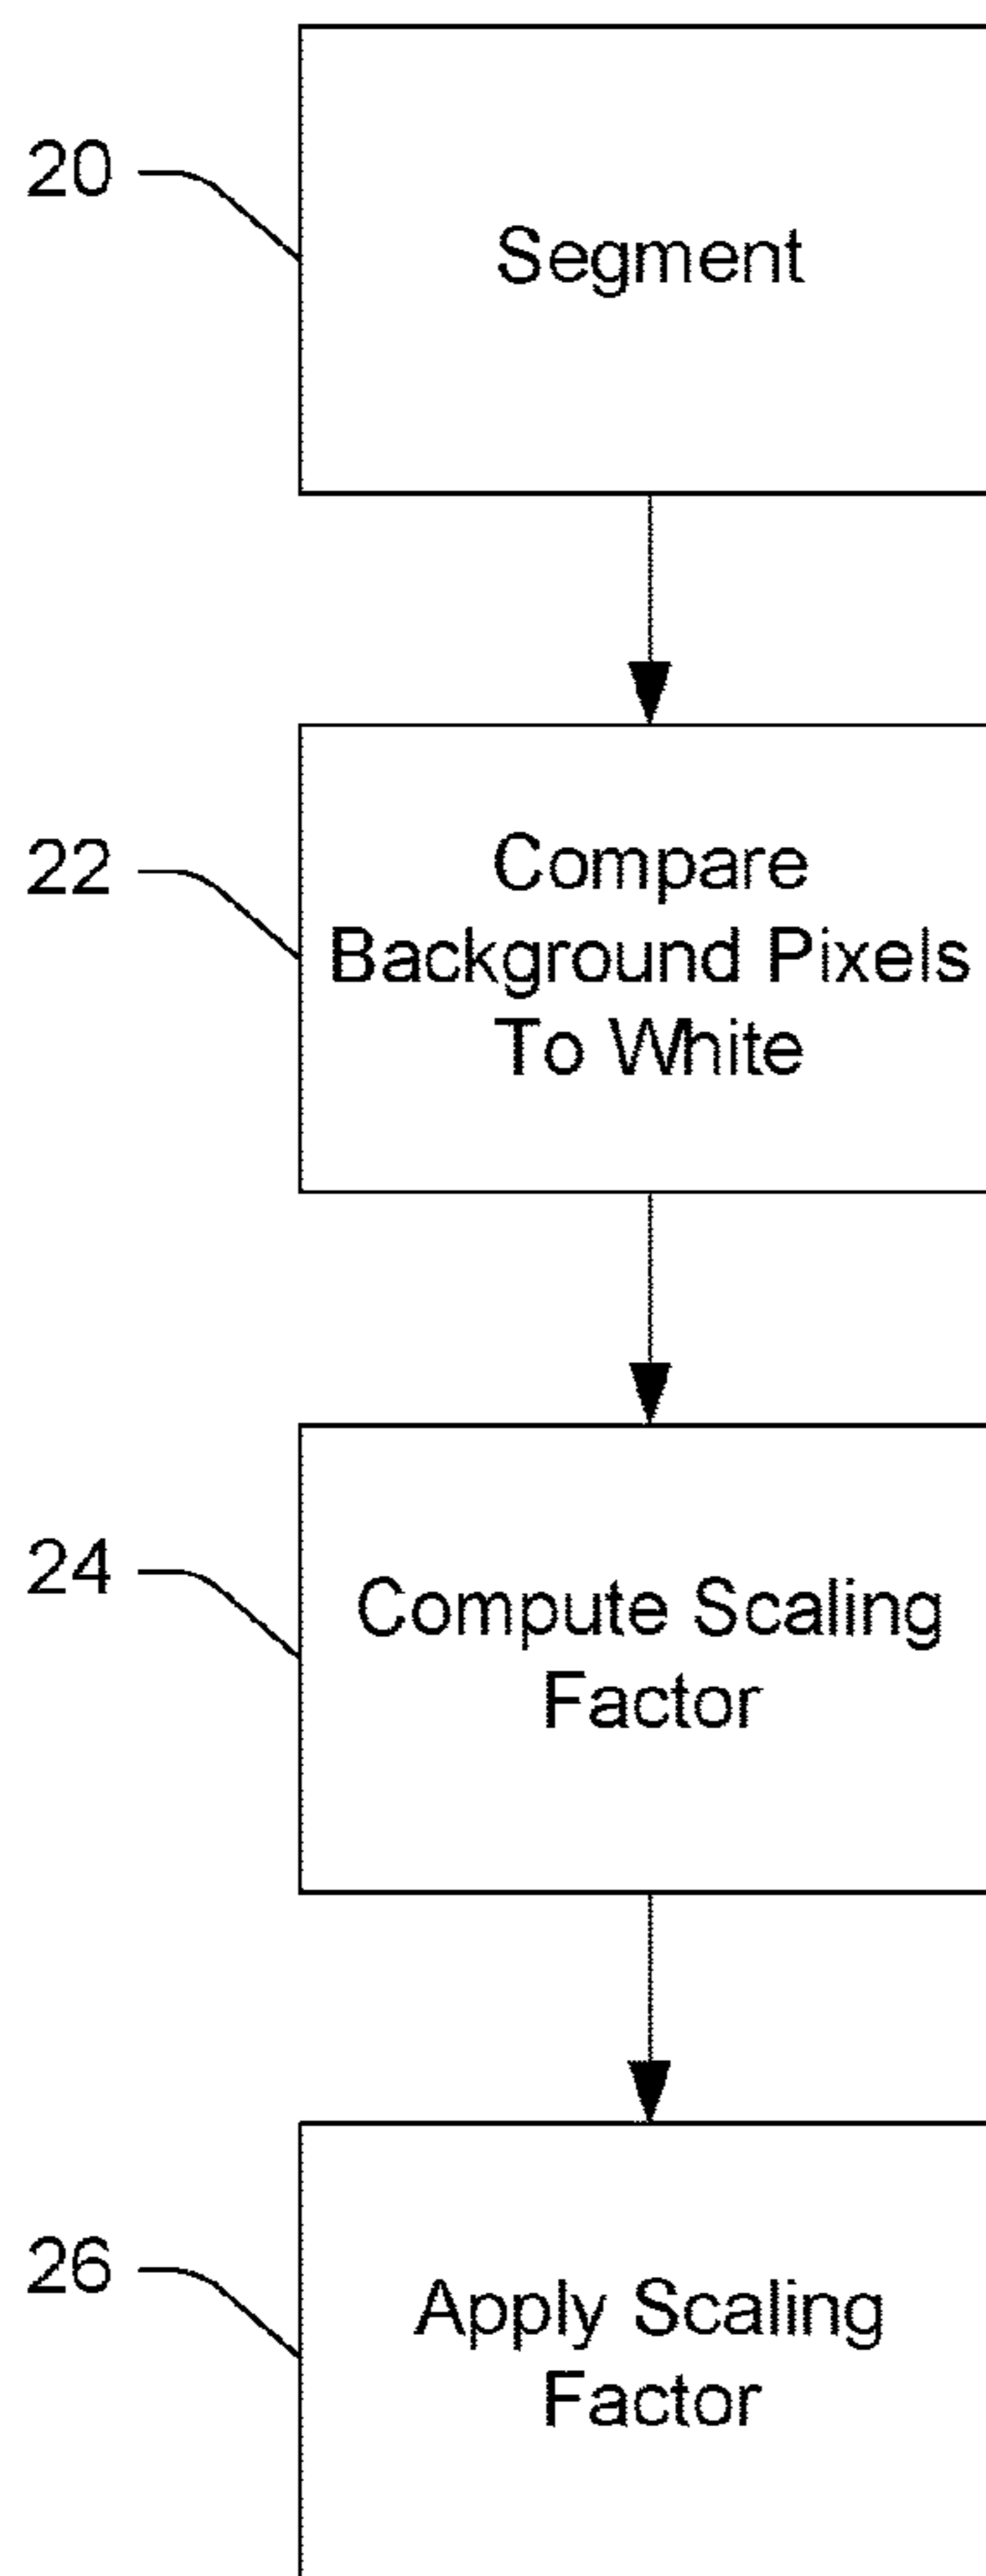 20
Segment
22
Compare
Background Pixels
To White
24
Compute Scaling
Factor
26
Apply Scaling
Factor